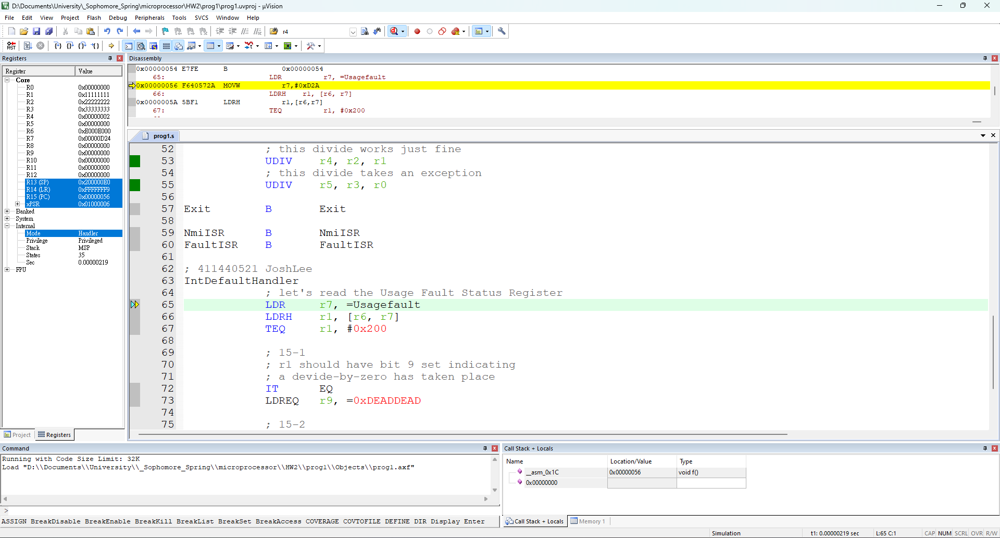 D:\Documents\University\_Sophomore_Spring\microprocessor\HW2\prog1\prog1.uvproj - µVision
File Edit View Project Flash Debug Peripherals Tools SVCS Window Help
r4
RST
Registers
Register Value
Core
R0 0x00000000
R1 0x11111111
R2 0x22222222
R3 0x33333333
R4 0x00000002
R5 0x00000000
R6 0xE000E000
R7 0x00000D24
R8 0x00000000
R9 0x00000000
R10 0x00000000
R11 0x00000000
R12 0x00000000
R13 (SP) 0x200000E0
R14 (LR) 0xFFFFFFF9
R15 (PC) 0x00000056
xPSR 0x01000006
Banked
System
Internal
Mode Handler
Privilege Privileged
Stack MSP
States 35
Sec 0.00000219
FPU
Project Registers
Disassembly
0x00000054 E7FE B 0x00000054
65: LDR r7, =Usagefault
0x00000056 F640572A MOVW r7,#0xD2A
66: LDRH r1, [r6, r7]
0x0000005A 5BF1 LDRH r1,[r6,r7]
67: TEQ r1, #0x200
prog1.s
52 ; this divide works just fine
53 UDIV r4, r2, r1
54 ; this divide takes an exception
55 UDIV r5, r3, r0
56
57 Exit B Exit
58
59 NmiISR B NmiISR
60 FaultISR B FaultISR
61
62 ; 411440521 JoshLee
63 IntDefaultHandler
64 ; let's read the Usage Fault Status Register
65 LDR r7, =Usagefault
66 LDRH r1, [r6, r7]
67 TEQ r1, #0x200
68
69 ; 15-1
70 ; r1 should have bit 9 set indicating
71 ; a devide-by-zero has taken place
72 IT EQ
73 LDREQ r9, =0xDEADDEAD
74
75 ; 15-2
Command
Running with Code Size Limit: 32K
Load "D:\\Documents\\University\\_Sophomore_Spring\\microprocessor\\HW2\\prog1\\Objects\\prog1.axf"
>
ASSIGN BreakDisable BreakEnable BreakKill BreakList BreakSet BreakAccess COVERAGE COVTOFILE DEFINE DIR Display Enter
Call Stack + Locals
Name Location/Value Type
__asm_0x1C 0x00000056 void f()
0x00000000
Call Stack + Locals Memory 1
Simulation t1: 0.00000219 sec L:65 C:1 CAP NUM SCRL OVR R/W